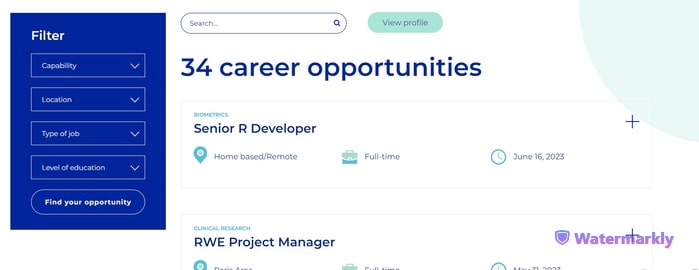 Filter
Capability
Location
Type of job
Level of education
Find your opportunity
Search...
View profile
34 career opportunities
BIOMETRICS
Senior R Developer
Home based/Remote
Full-time
June 16, 2023
CLINICAL RESEARCH
RWE Project Manager
Paris Area
Full-time
May 31, 2023
Watermarkly